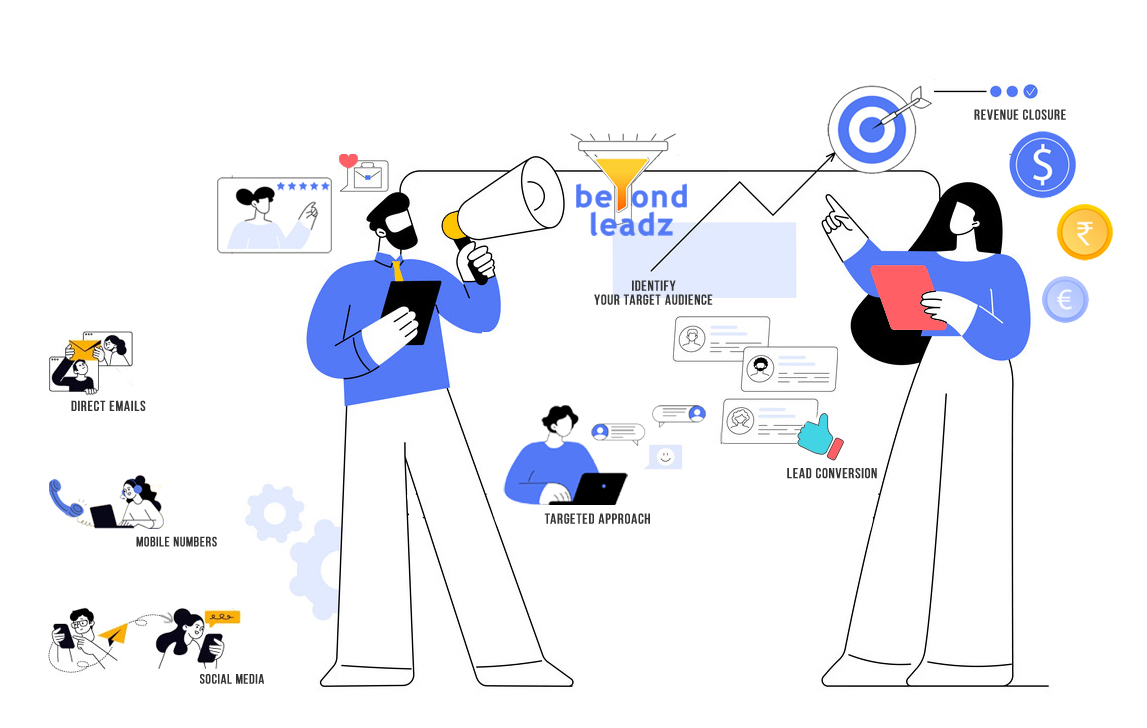 REVENUE CLOSURE
$
₹
€
beyond
leadz
IDENTIFY
YOUR TARGET AUDIENCE
DIRECT EMAILS
LEAD CONVERSION
TARGETED APPROACH
MOBILE NUMBERS
SOCIAL MEDIA